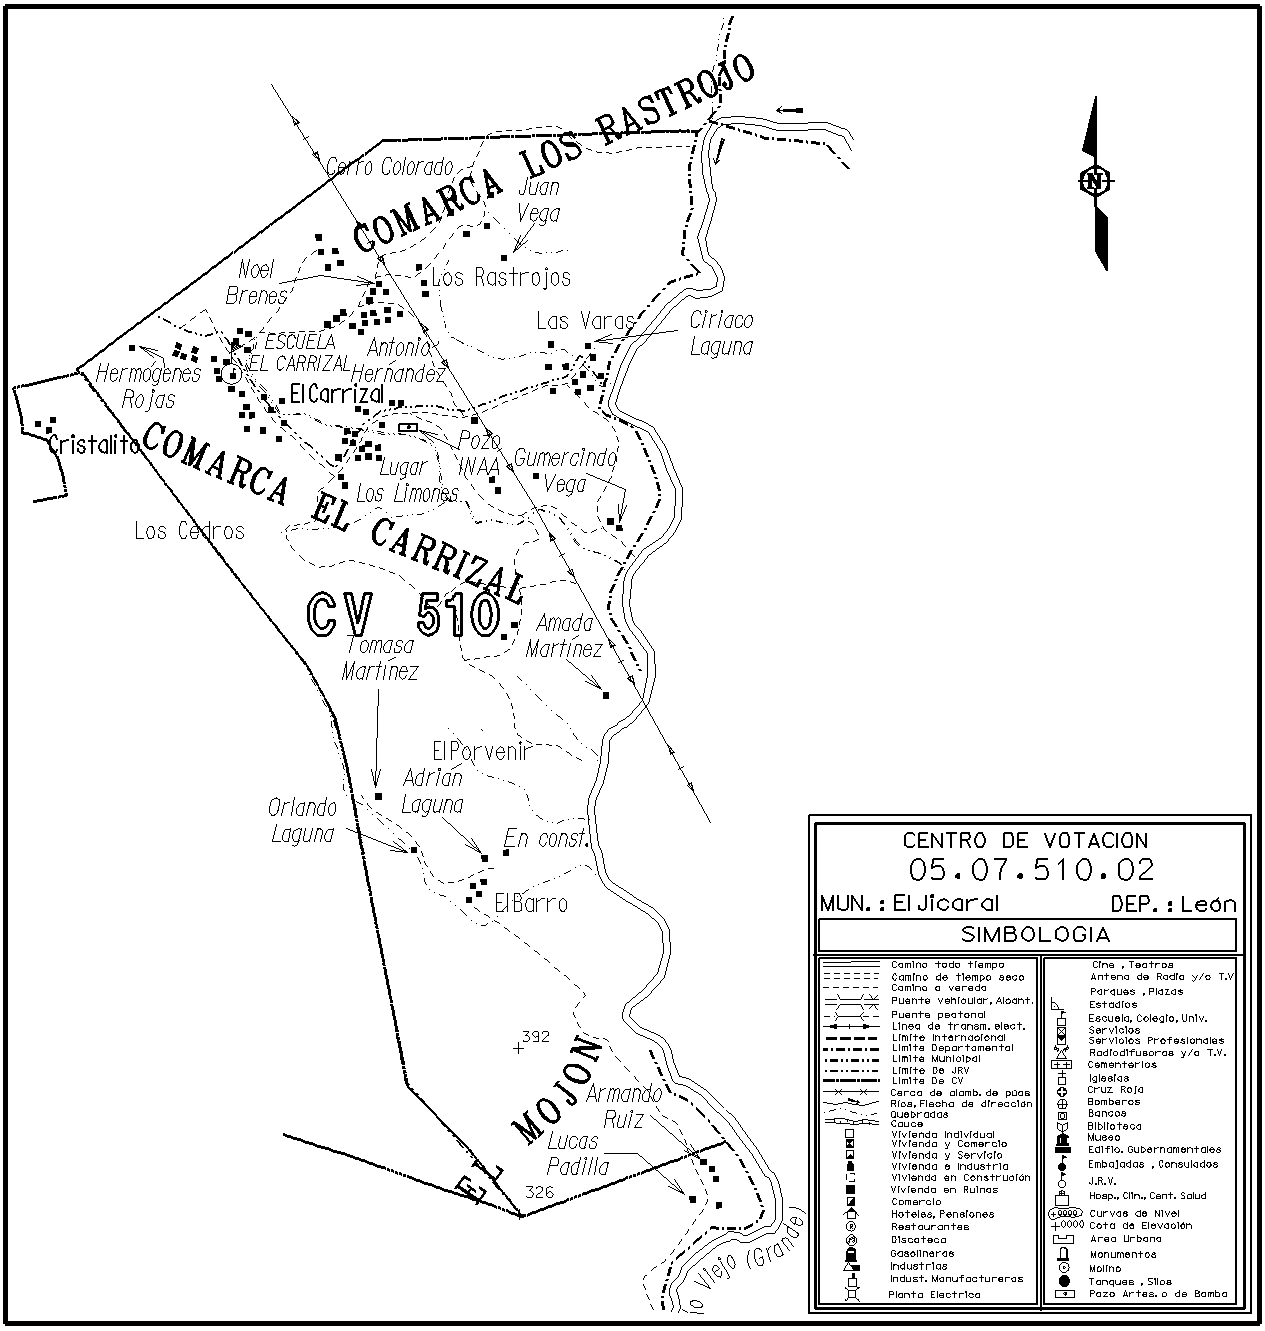 COMARCA LOS RASTROJO
Cerro Colorado
Juan
Vega
Noel
Brenes
Los Rastrojos
Las Varas
Ciriaco
Laguna
ESCUELA
EL CARRIZAL
Antonio
Hernandez
Hermógenes
Rojas
El Carrizal
Cristalito
COMARCA EL CARRIZAL
Pozo
INAA
Gumercindo
Vega
Lugar
Los Limones
Los Cedros
CV 510
Amada
Martínez
Tomasa
Martínez
El Porvenir
Adrián
Laguna
Orlando
Laguna
En const.
El Barro
392
EL MOJON
Armando
Ruiz
Lucas
Padilla
326
Viejo (Grande)
N
CENTRO DE VOTACION
05.07.510.02
MUN.: El Jicaral DEP.: León
SIMBOLOGIA
Camino todo tiempo
Camino de tiempo seco
Camino o vereda
Puente vehicular, Alcant.
Puente peatonal
Linea de transm. elect.
Limite Internacional
Limite Departamental
Limite Municipal
Limite De JRV
Limite De CV
Cerca de alamb. de púas
Ríos, Flecha de dirección
Quebradas
Cauce
Vivienda Individual
Vivienda y Comercio
Vivienda y Servicio
Vivienda e Industria
Vivienda en Construción
Vivienda en Ruinas
Comercio
Hoteles, Pensiones
Restaurantes
Discoteca
Gasolineras
Industrias
Indust. Manufactureras
Planta Electrica
Cine, Teatros
Antena de Radio y/o T.V
Parques, Plazas
Estadios
Escuela, Colegio, Univ.
Servicios
Servicios Profesionales
Radiodifusoras y/o T.V.
Cementerios
Iglesias
Cruz Roja
Bomberos
Bancos
Biblioteca
Museo
Edific. Gubernamentales
Embajadas, Consulados
J.R.V.
Hosp., Clin., Cent. Salud
Curvas de Nivel
Cota de Elevación
Area Urbana
Monumentos
Molino
Tanques, Silos
Pozo Artes. o de Bomba